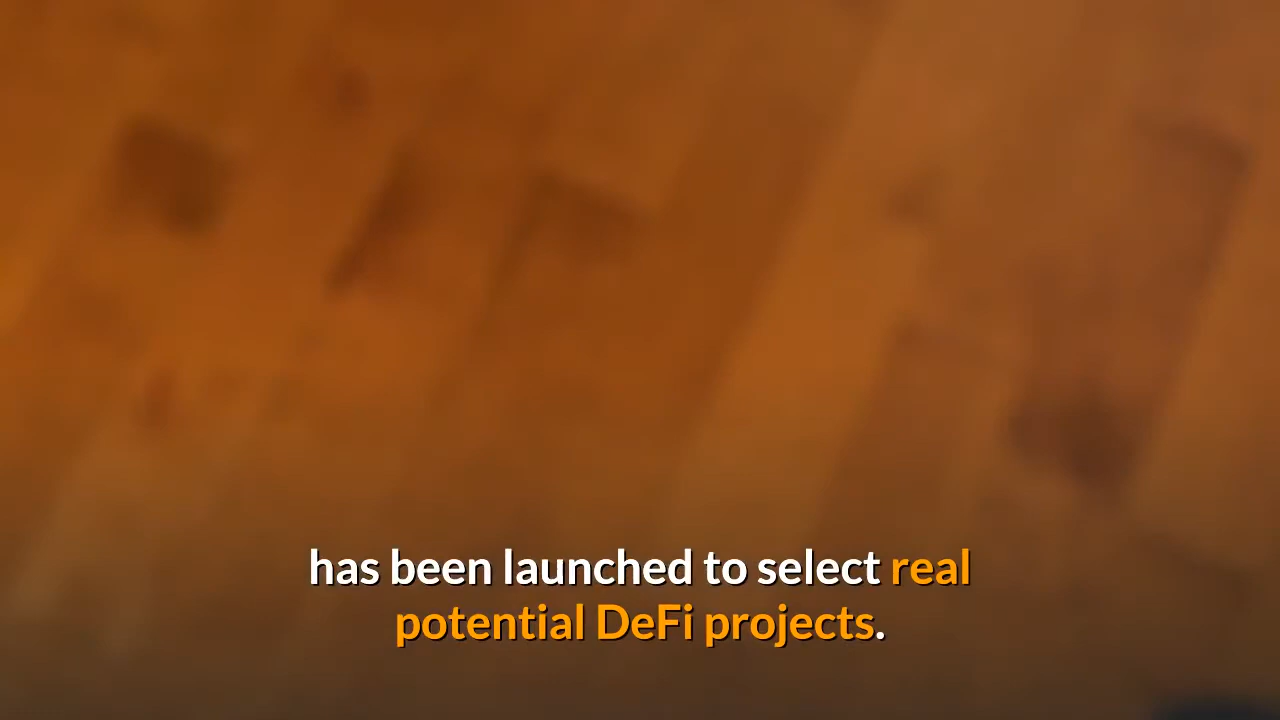 has been launched to select real
potential DeFi projects.